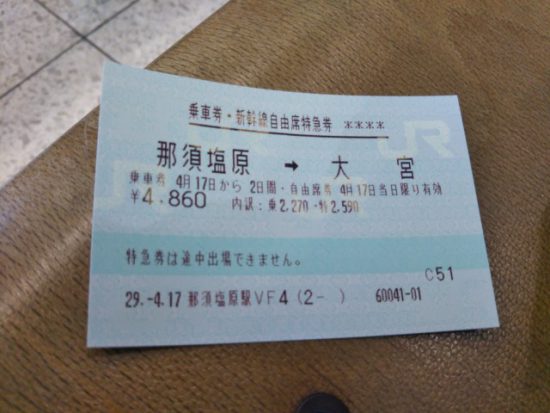 乗車券・新幹線自由席特急券 ****
那須塩原 → 大宮
乗車券 4月17日から 2日間・自由席券 4月17日当日限り有効
¥4,860 内訳:乗2,270・特2,590
特急券は途中出場できません。
C51
29.-4.17 那須塩原駅VF4(2- ) 60041-01
JR